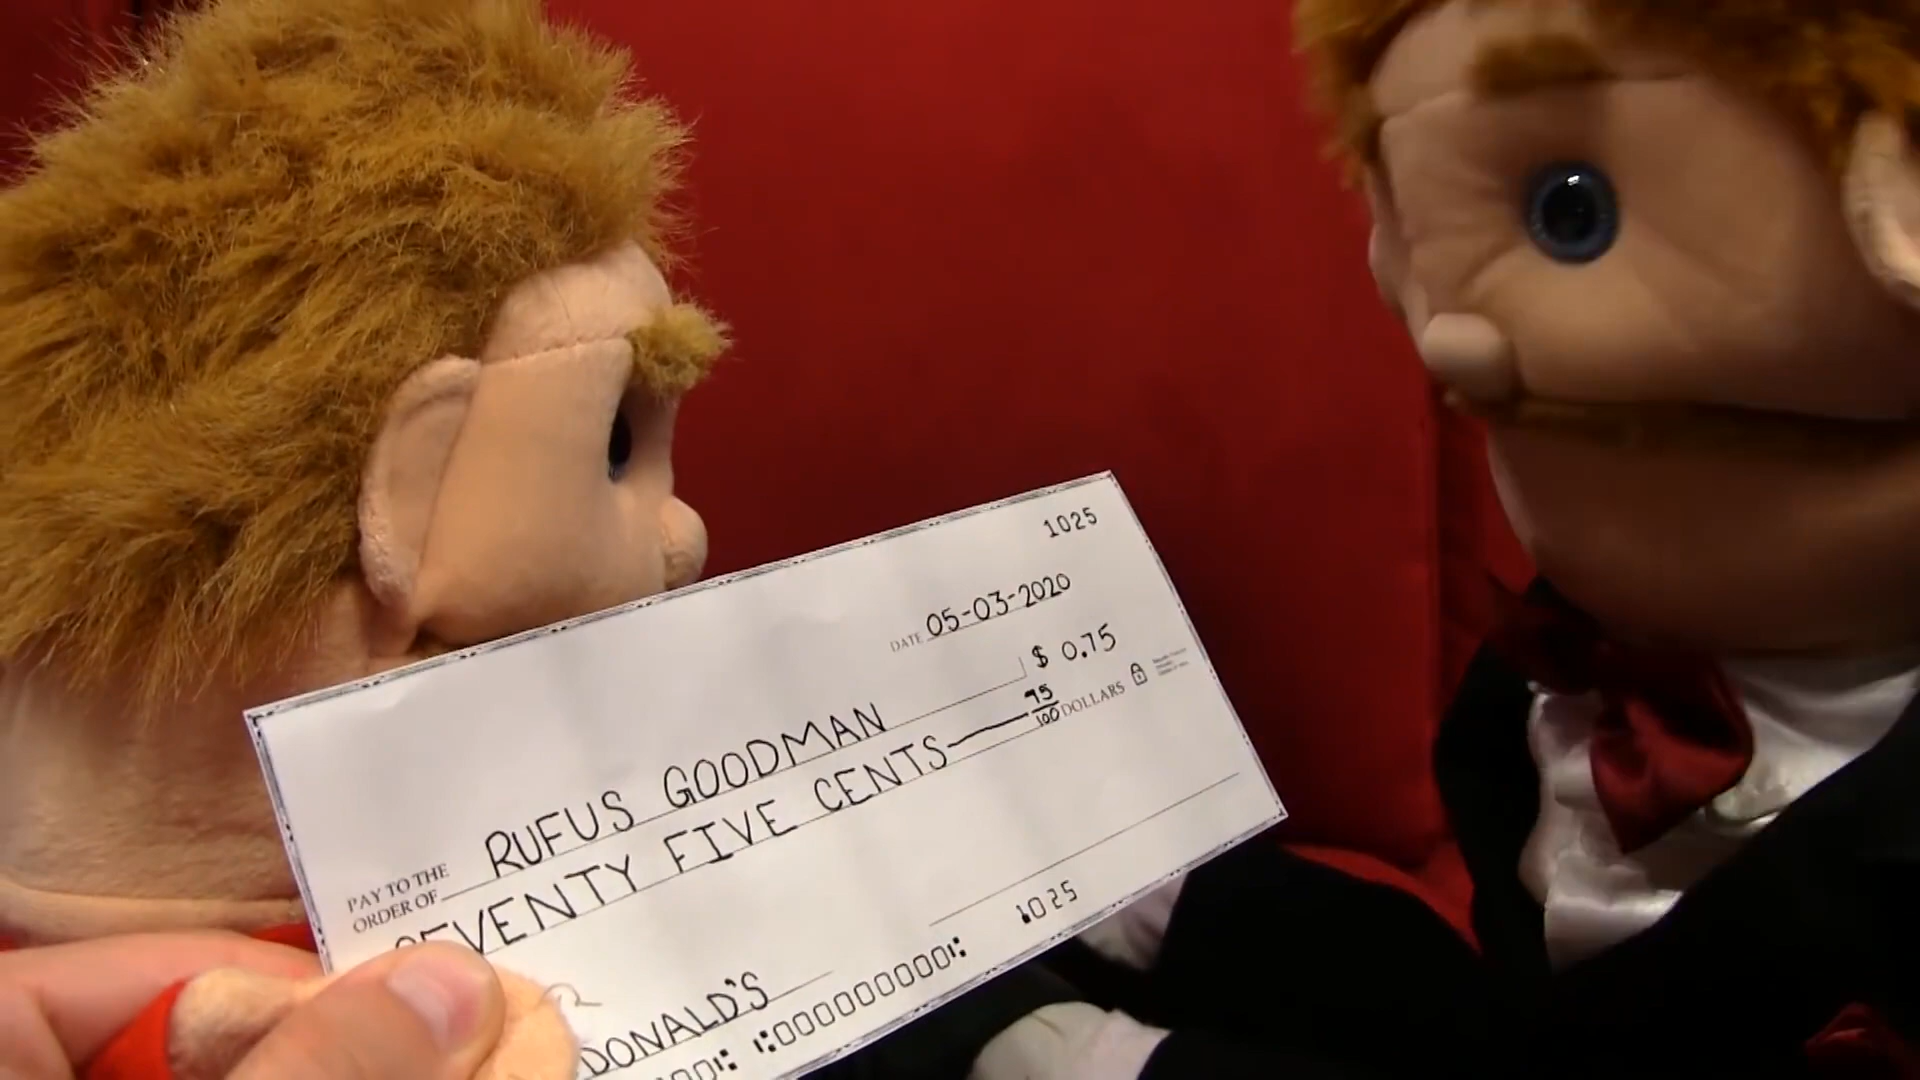 1025
DATE 05-03-2020
$ 0.75
PAY TO THE
ORDER OF RUFUS GOODMAN
SEVENTY FIVE CENTS 75/100 DOLLARS
DONALD'S
1025
000000000